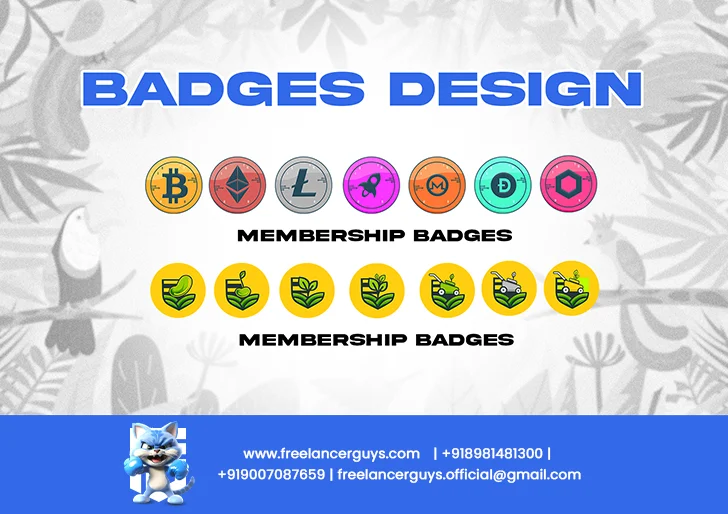 BADGES DESIGN
MEMBERSHIP BADGES
MEMBERSHIP BADGES
www.freelancerguys.com | +918981481300 |
+919007087659 | freelancerguys.official@gmail.com